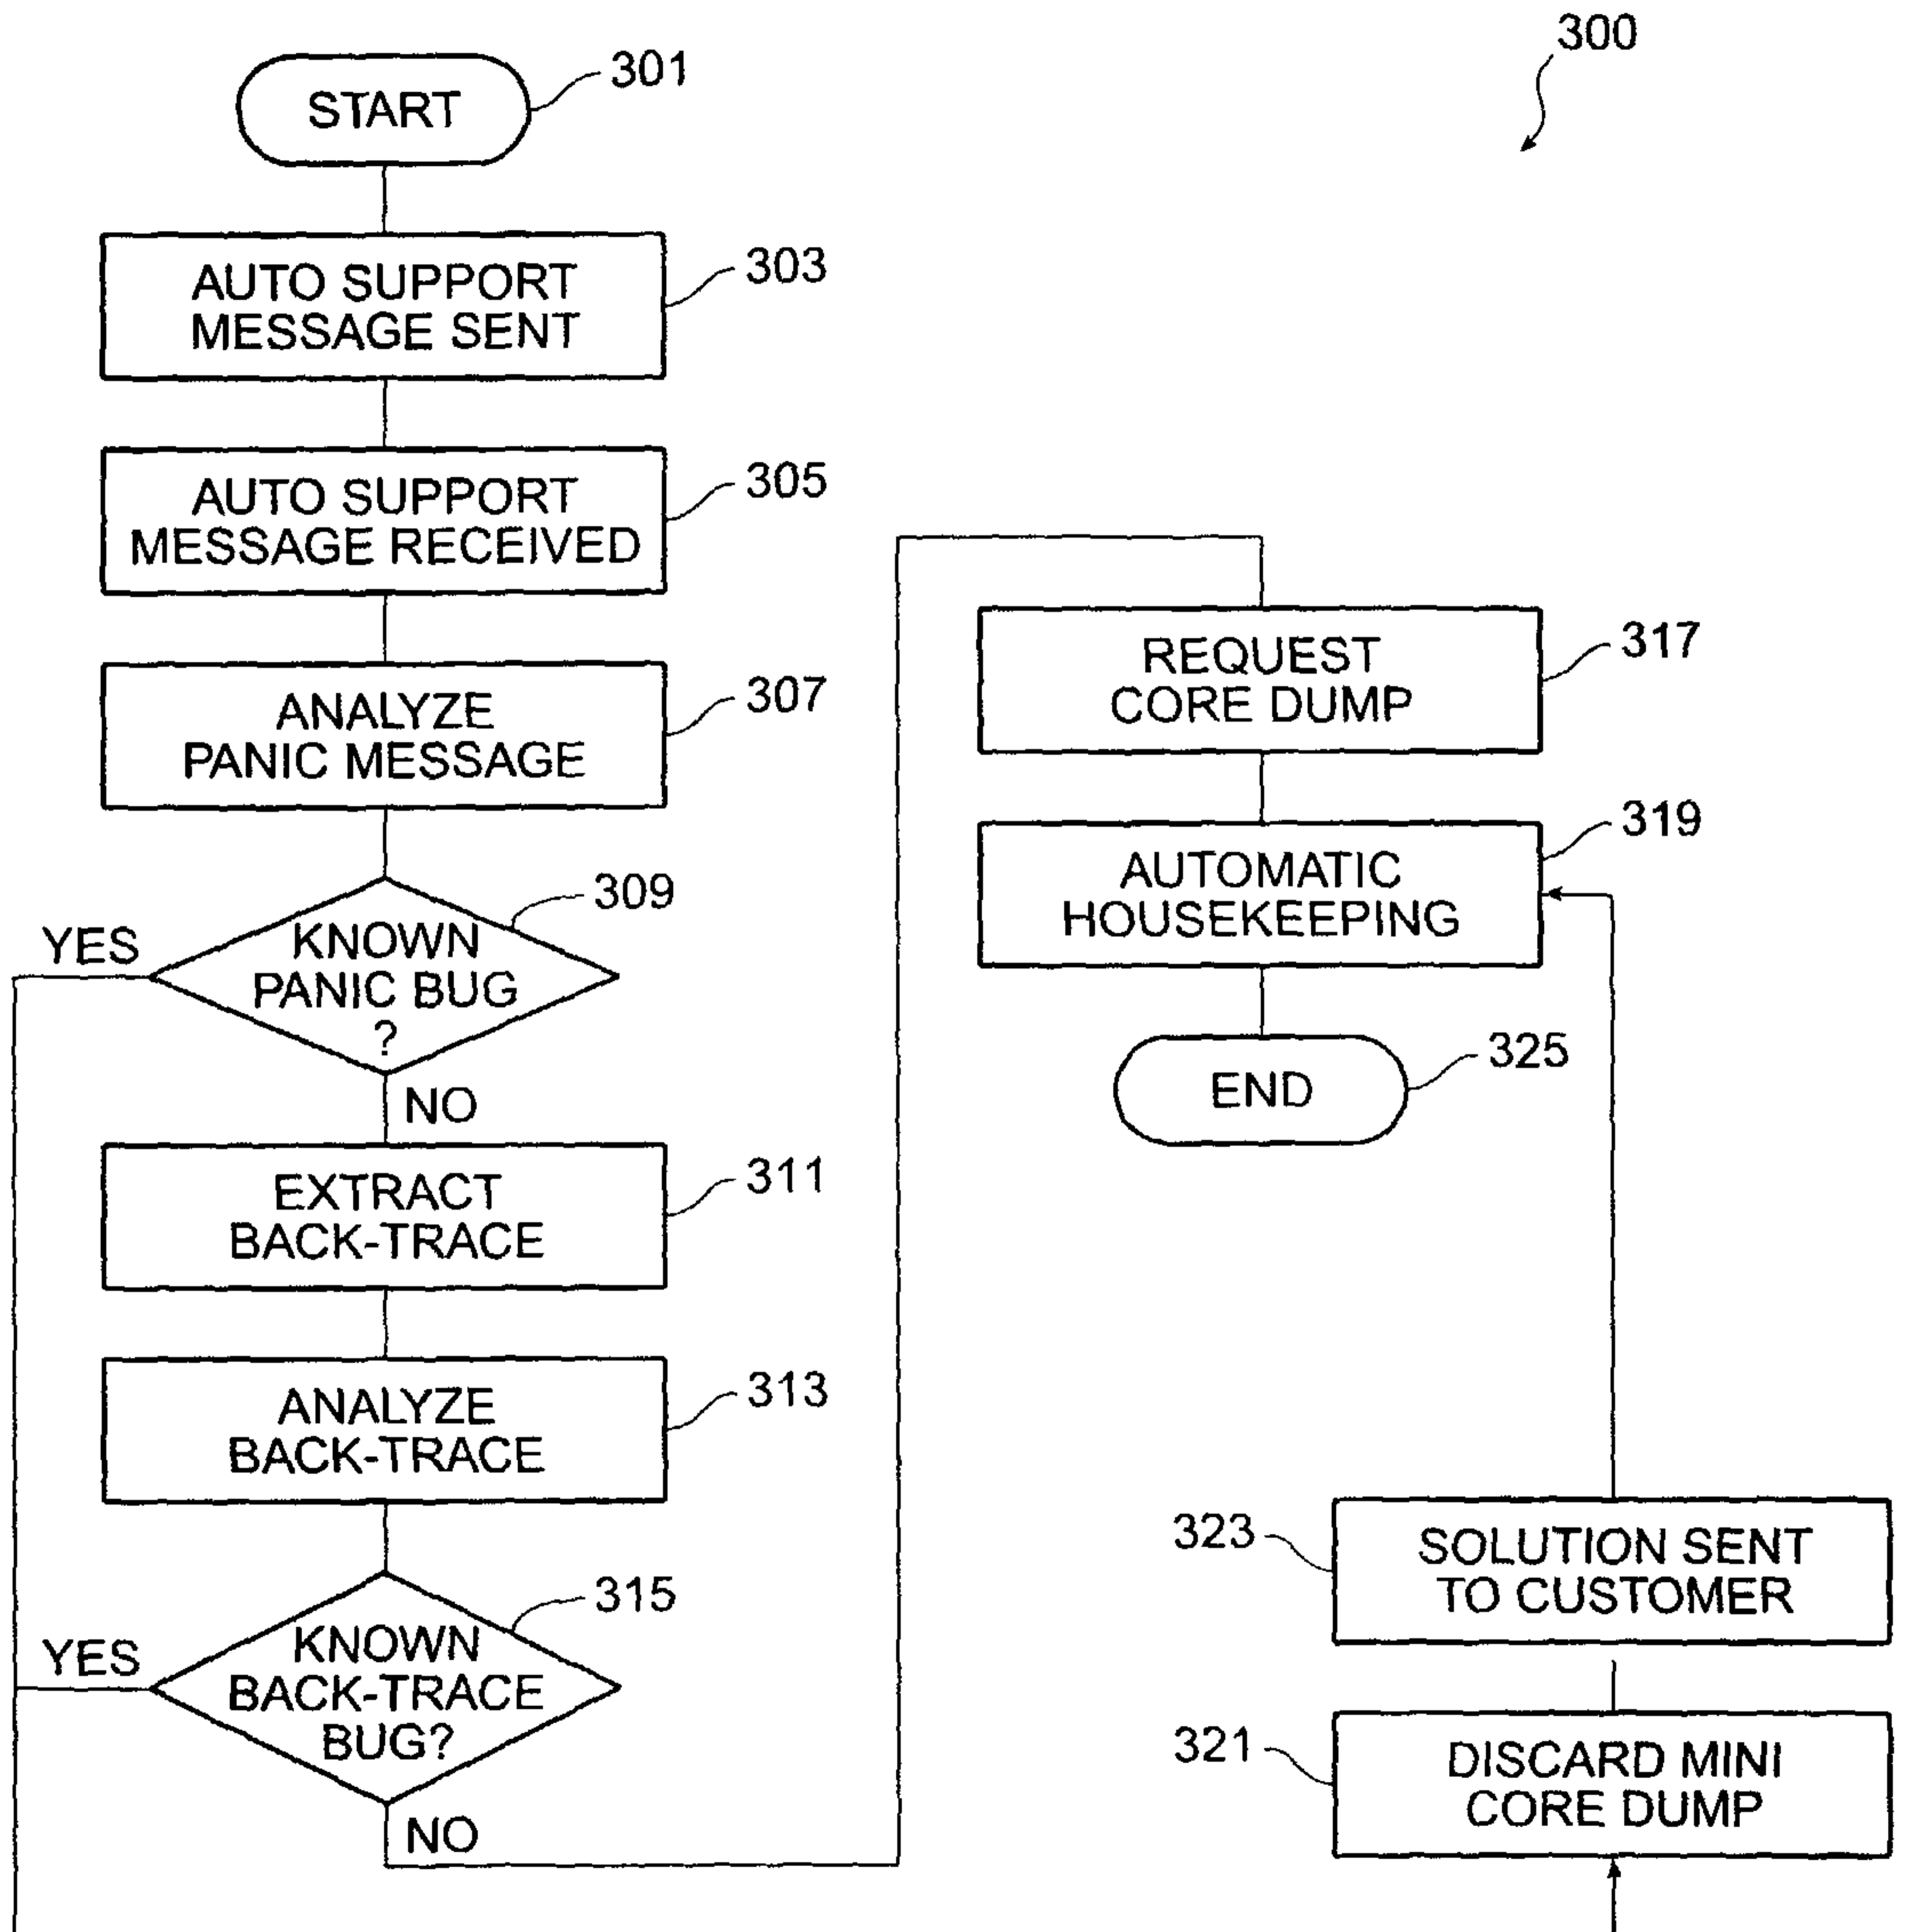 300
START
301
AUTO SUPPORT
MESSAGE SENT
303
AUTO SUPPORT
MESSAGE RECEIVED
305
ANALYZE
PANIC MESSAGE
307
KNOWN
PANIC BUG
?
309
YES
NO
EXTRACT
BACK-TRACE
311
ANALYZE
BACK-TRACE
313
KNOWN
BACK-TRACE
BUG?
315
YES
NO
REQUEST
CORE DUMP
317
AUTOMATIC
HOUSEKEEPING
319
END
325
323
SOLUTION SENT
TO CUSTOMER
321
DISCARD MINI
CORE DUMP